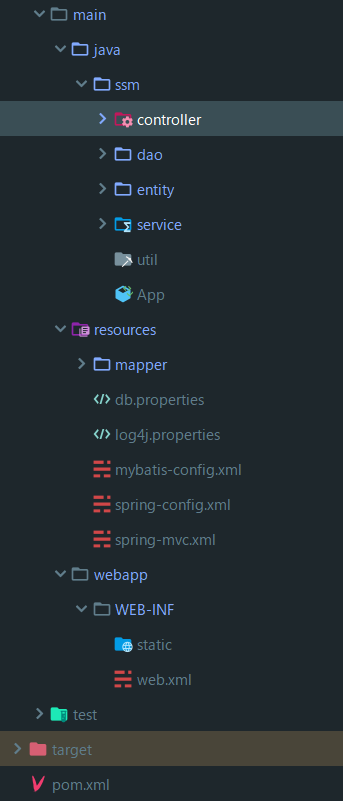 main
java
ssm
controller
dao
entity
service
util
App
resources
mapper
db.properties
log4j.properties
mybatis-config.xml
spring-config.xml
spring-mvc.xml
webapp
WEB-INF
static
web.xml
test
target
pom.xml